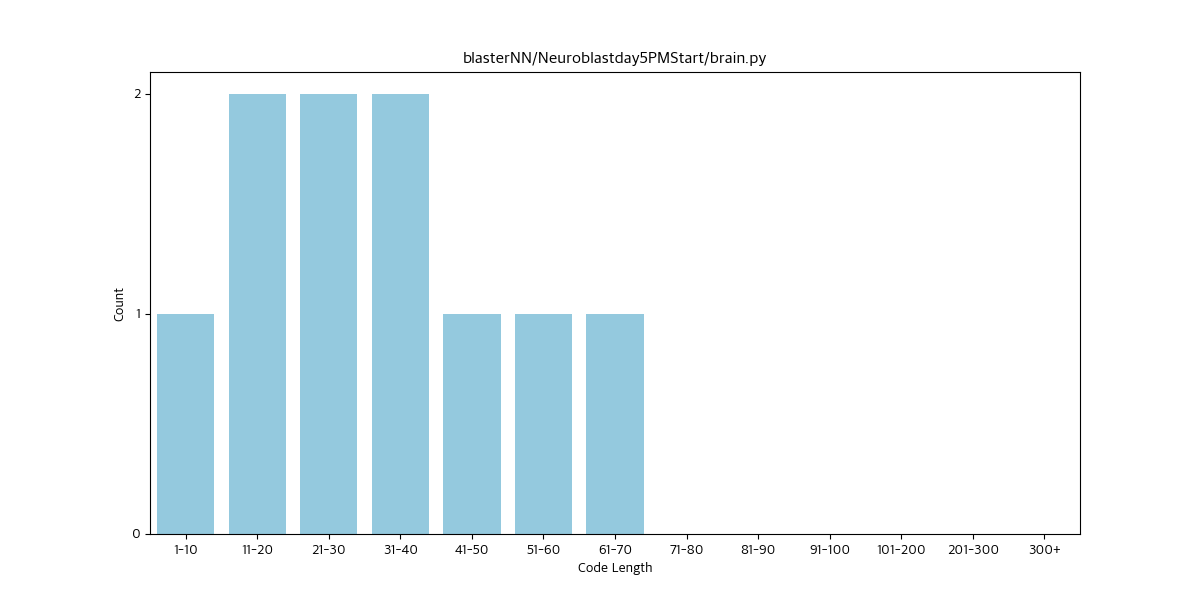 blasterNN/Neuroblastday5PMStart/brain.py
2
1
0
Count
1-10 11-20 21-30 31-40 41-50 51-60 61-70 71-80 81-90 91-100 101-200 201-300 300+
Code Length